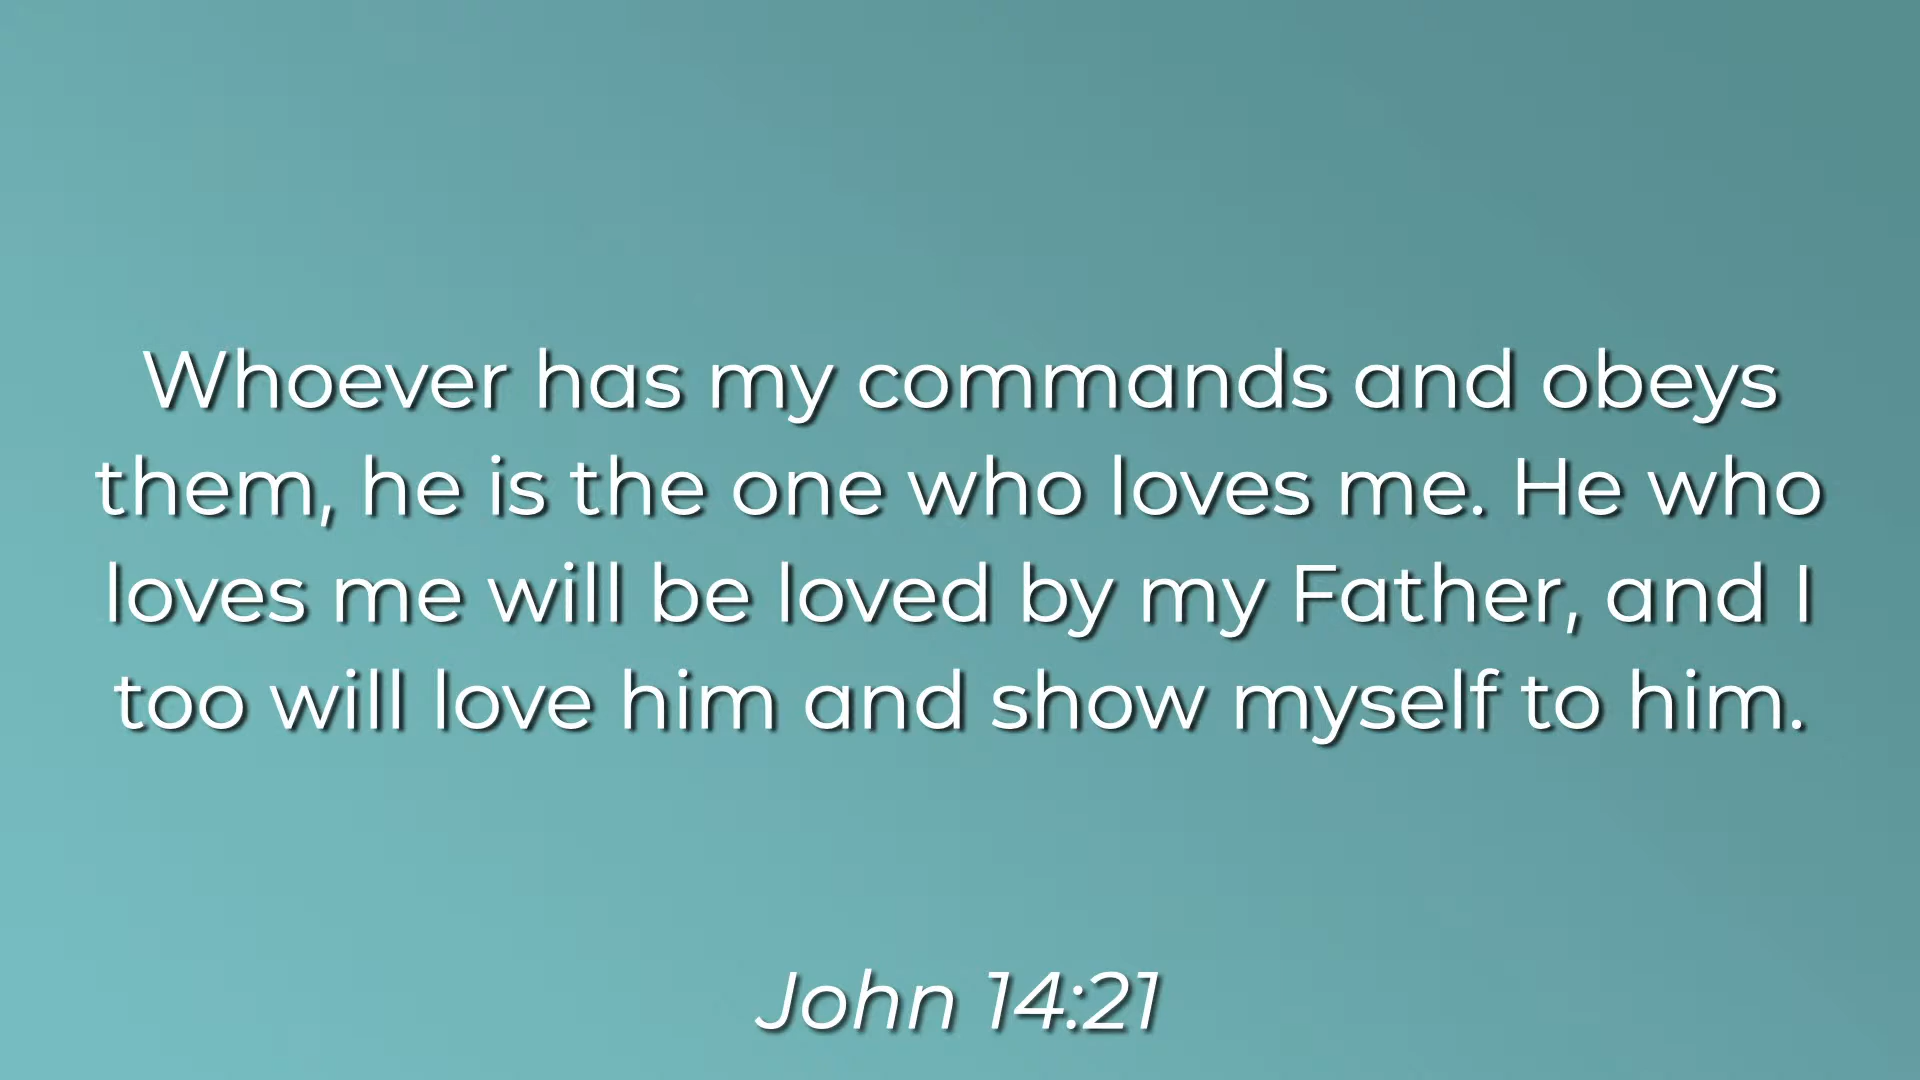 Whoever has my commands and obeys
them, he is the one who loves me. He who
loves me will be loved by my Father, and I
too will love him and show myself to him.
John 14:21